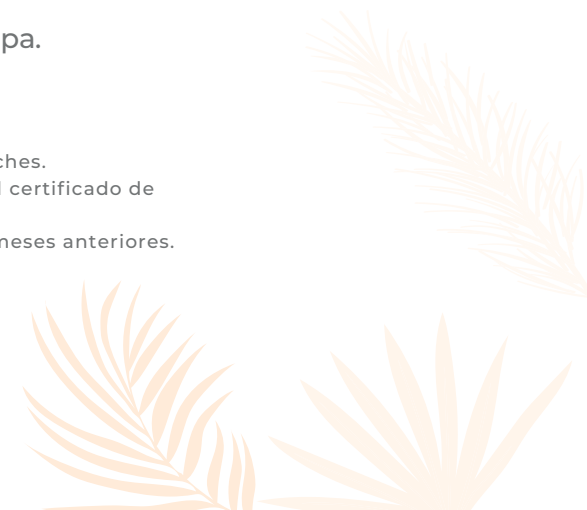 pa.
ches.
certificado de
meses anteriores.